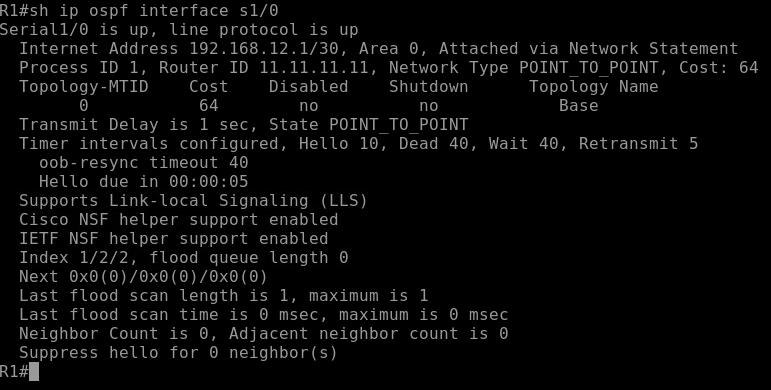 R1#sh ip ospf interface s1/0
Serial1/0 is up, line protocol is up
  Internet Address 192.168.12.1/30, Area 0, Attached via Network Statement
  Process ID 1, Router ID 11.11.11.11, Network Type POINT_TO_POINT, Cost: 64
  Topology-MTID    Cost    Disabled    Shutdown      Topology Name
        0           64        no          no            Base
  Transmit Delay is 1 sec, State POINT_TO_POINT
  Timer intervals configured, Hello 10, Dead 40, Wait 40, Retransmit 5
    oob-resync timeout 40
    Hello due in 00:00:05
  Supports Link-local Signaling (LLS)
  Cisco NSF helper support enabled
  IETF NSF helper support enabled
  Index 1/2/2, flood queue length 0
  Next 0x0(0)/0x0(0)/0x0(0)
  Last flood scan length is 1, maximum is 1
  Last flood scan time is 0 msec, maximum is 0 msec
  Neighbor Count is 0, Adjacent neighbor count is 0
  Suppress hello for 0 neighbor(s)
R1#